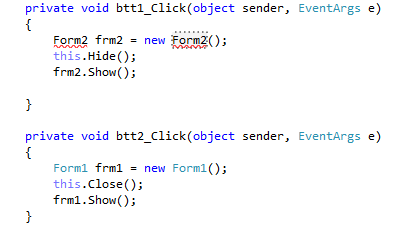 private void btt1_Click(object sender, EventArgs e)
{
Form2 frm2 = new Form2();
this.Hide();
frm2.Show();
}
private void btt2_Click(object sender, EventArgs e)
{
Form1 frm1 = new Form1();
this.Close();
frm1.Show();
}